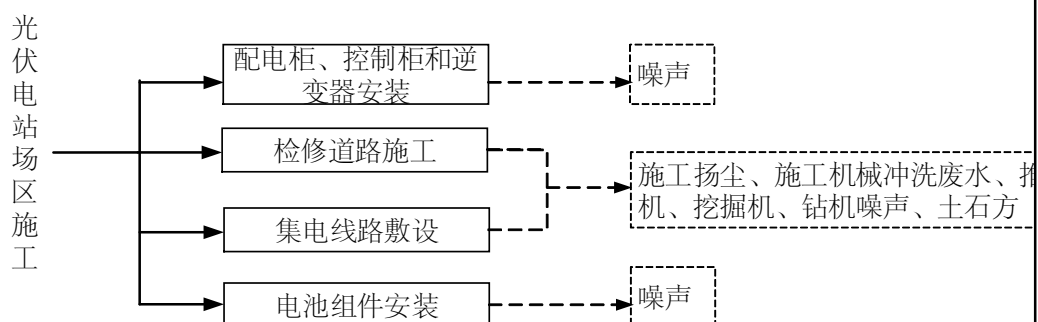 光伏电站场区施工
配电柜、控制柜和逆
变器安装
噪声
检修道路施工
施工扬尘、施工机械冲洗废水、
机、挖掘机、钻机噪声、土石方
集电线路敷设
电池组件安装
噪声